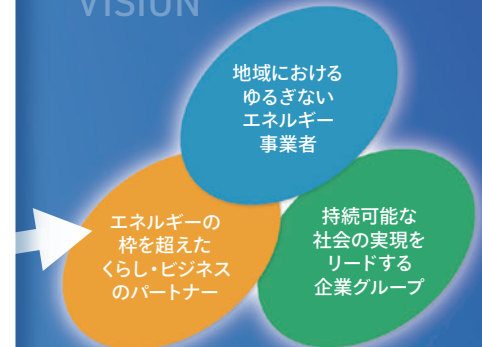 VISION
地域における
ゆるぎない
エネルギー
事業者
エネルギーの
枠を超えた
くらし・ビジネス
のパートナー
持続可能な
社会の実現を
リードする
企業グループ